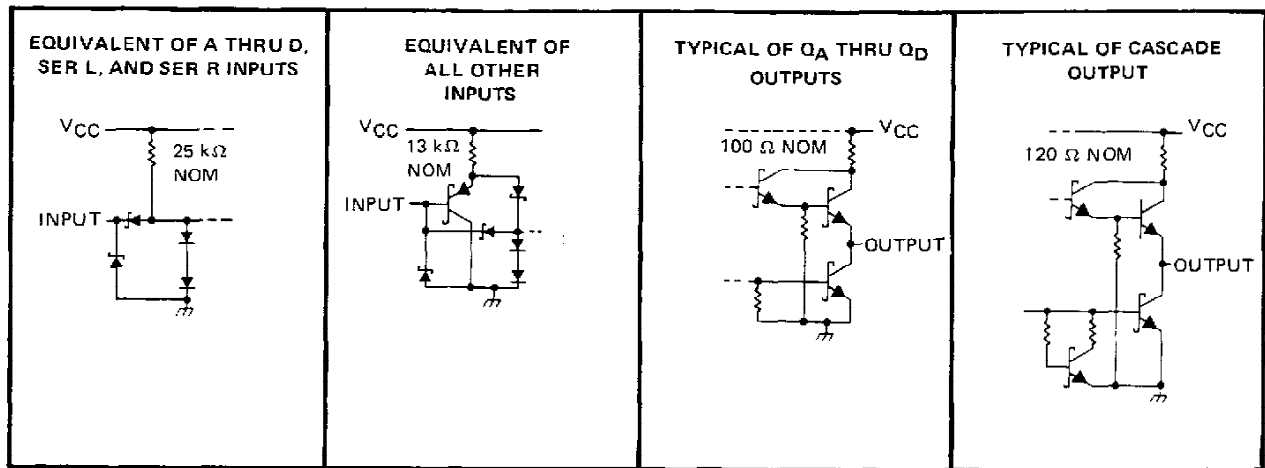 EQUIVALENT OF A THRU D,
SER L, AND SER R INPUTS
VCC
25 kΩ
NOM
INPUT
EQUIVALENT OF
ALL OTHER
INPUTS
VCC
13 kΩ
NOM
INPUT
TYPICAL OF QA THRU QD
OUTPUTS
VCC
100 Ω NOM
OUTPUT
TYPICAL OF CASCADE
OUTPUT
VCC
120 Ω NOM
OUTPUT